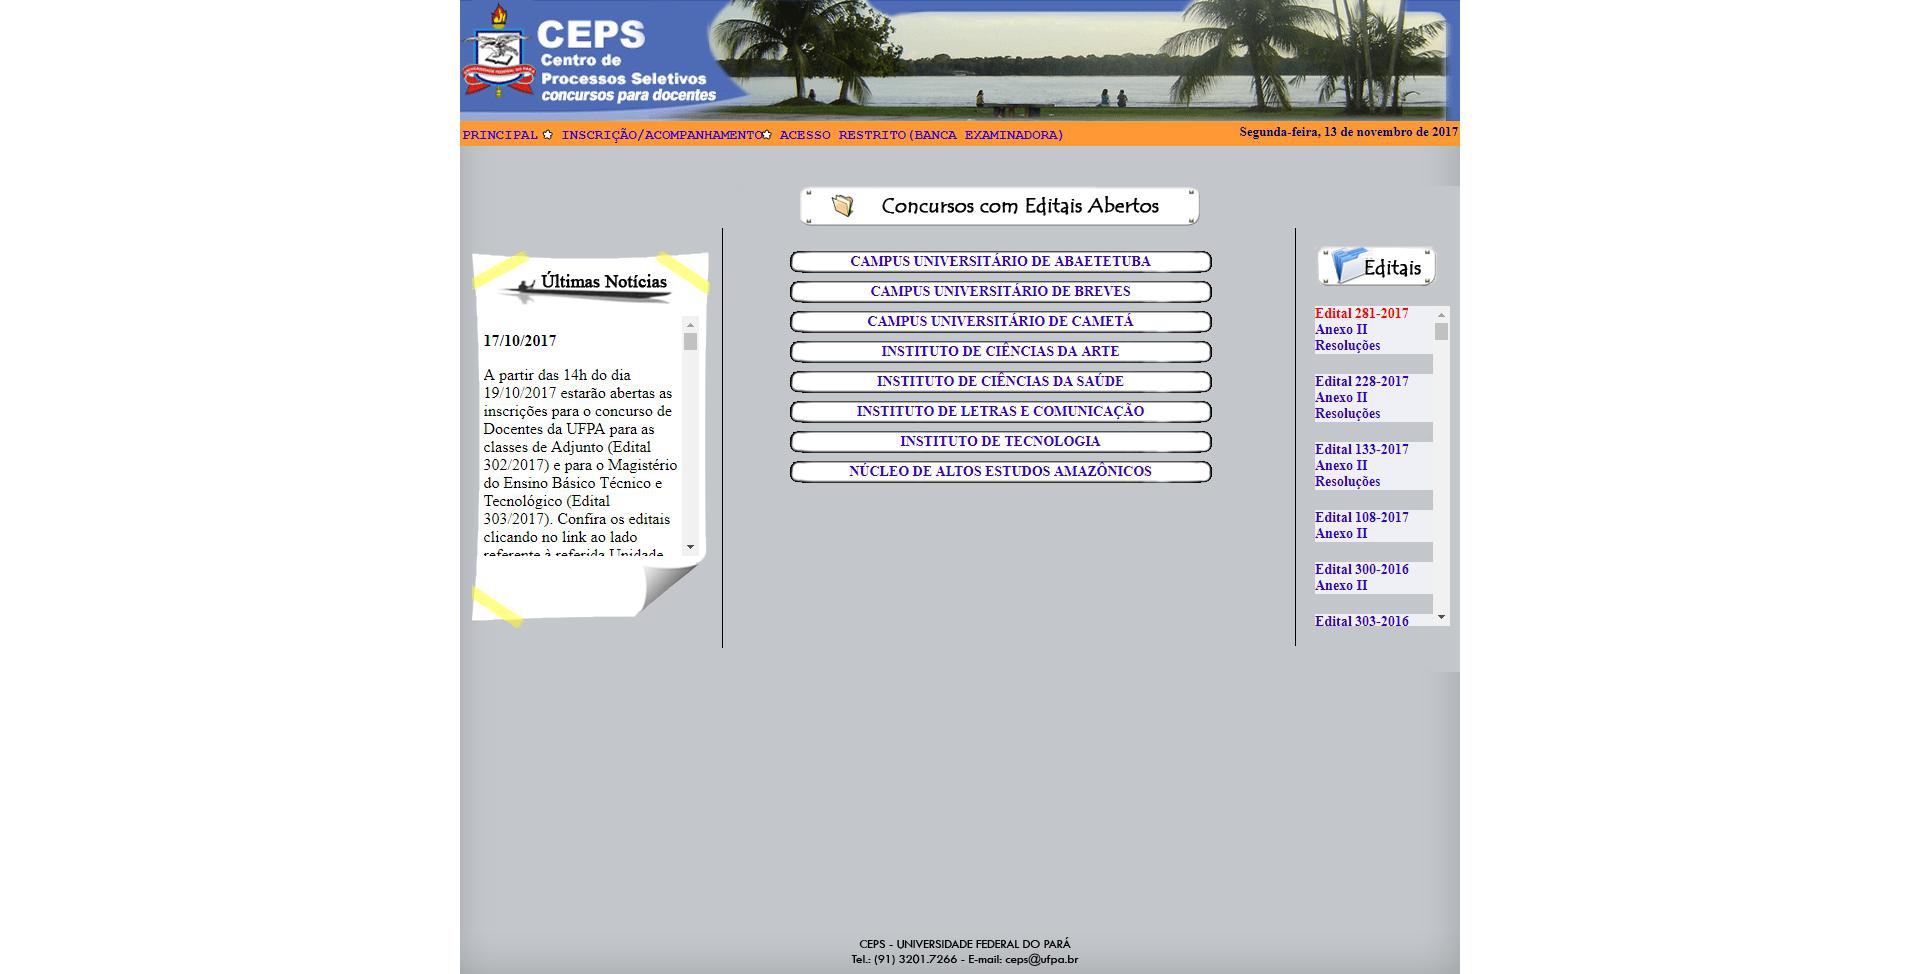 CEPS
Centro de
Processos Seletivos
concursos para docentes
PRINCIPAL INSCRIÇÃO/ACOMPANHAMENTO ACESSO RESTRITO(BANCA EXAMINADORA)
Segunda-feira, 13 de novembro de 2017
Concursos com Editais Abertos
Últimas Notícias
17/10/2017
A partir das 14h do dia
19/10/2017 estarão abertas as
inscrições para o concurso de
Docentes da UFPA para as
classes de Adjunto (Edital
302/2017) e para o Magistério
do Ensino Básico Técnico e
Tecnológico (Edital
303/2017). Confira os editais
clicando no link ao lado
referente à referida Unidade
CAMPUS UNIVERSITÁRIO DE ABAETETUBA
CAMPUS UNIVERSITÁRIO DE BREVES
CAMPUS UNIVERSITÁRIO DE CAMETÁ
INSTITUTO DE CIÊNCIAS DA ARTE
INSTITUTO DE CIÊNCIAS DA SAÚDE
INSTITUTO DE LETRAS E COMUNICAÇÃO
INSTITUTO DE TECNOLOGIA
NÚCLEO DE ALTOS ESTUDOS AMAZÔNICOS
Editais
Edital 281-2017
Anexo II
Resoluções
Edital 228-2017
Anexo II
Resoluções
Edital 133-2017
Anexo II
Resoluções
Edital 108-2017
Anexo II
Edital 300-2016
Anexo II
Edital 303-2016
CEPS - UNIVERSIDADE FEDERAL DO PARÁ
Tel.: (91) 3201.7266 - E-mail: ceps@ufpa.br